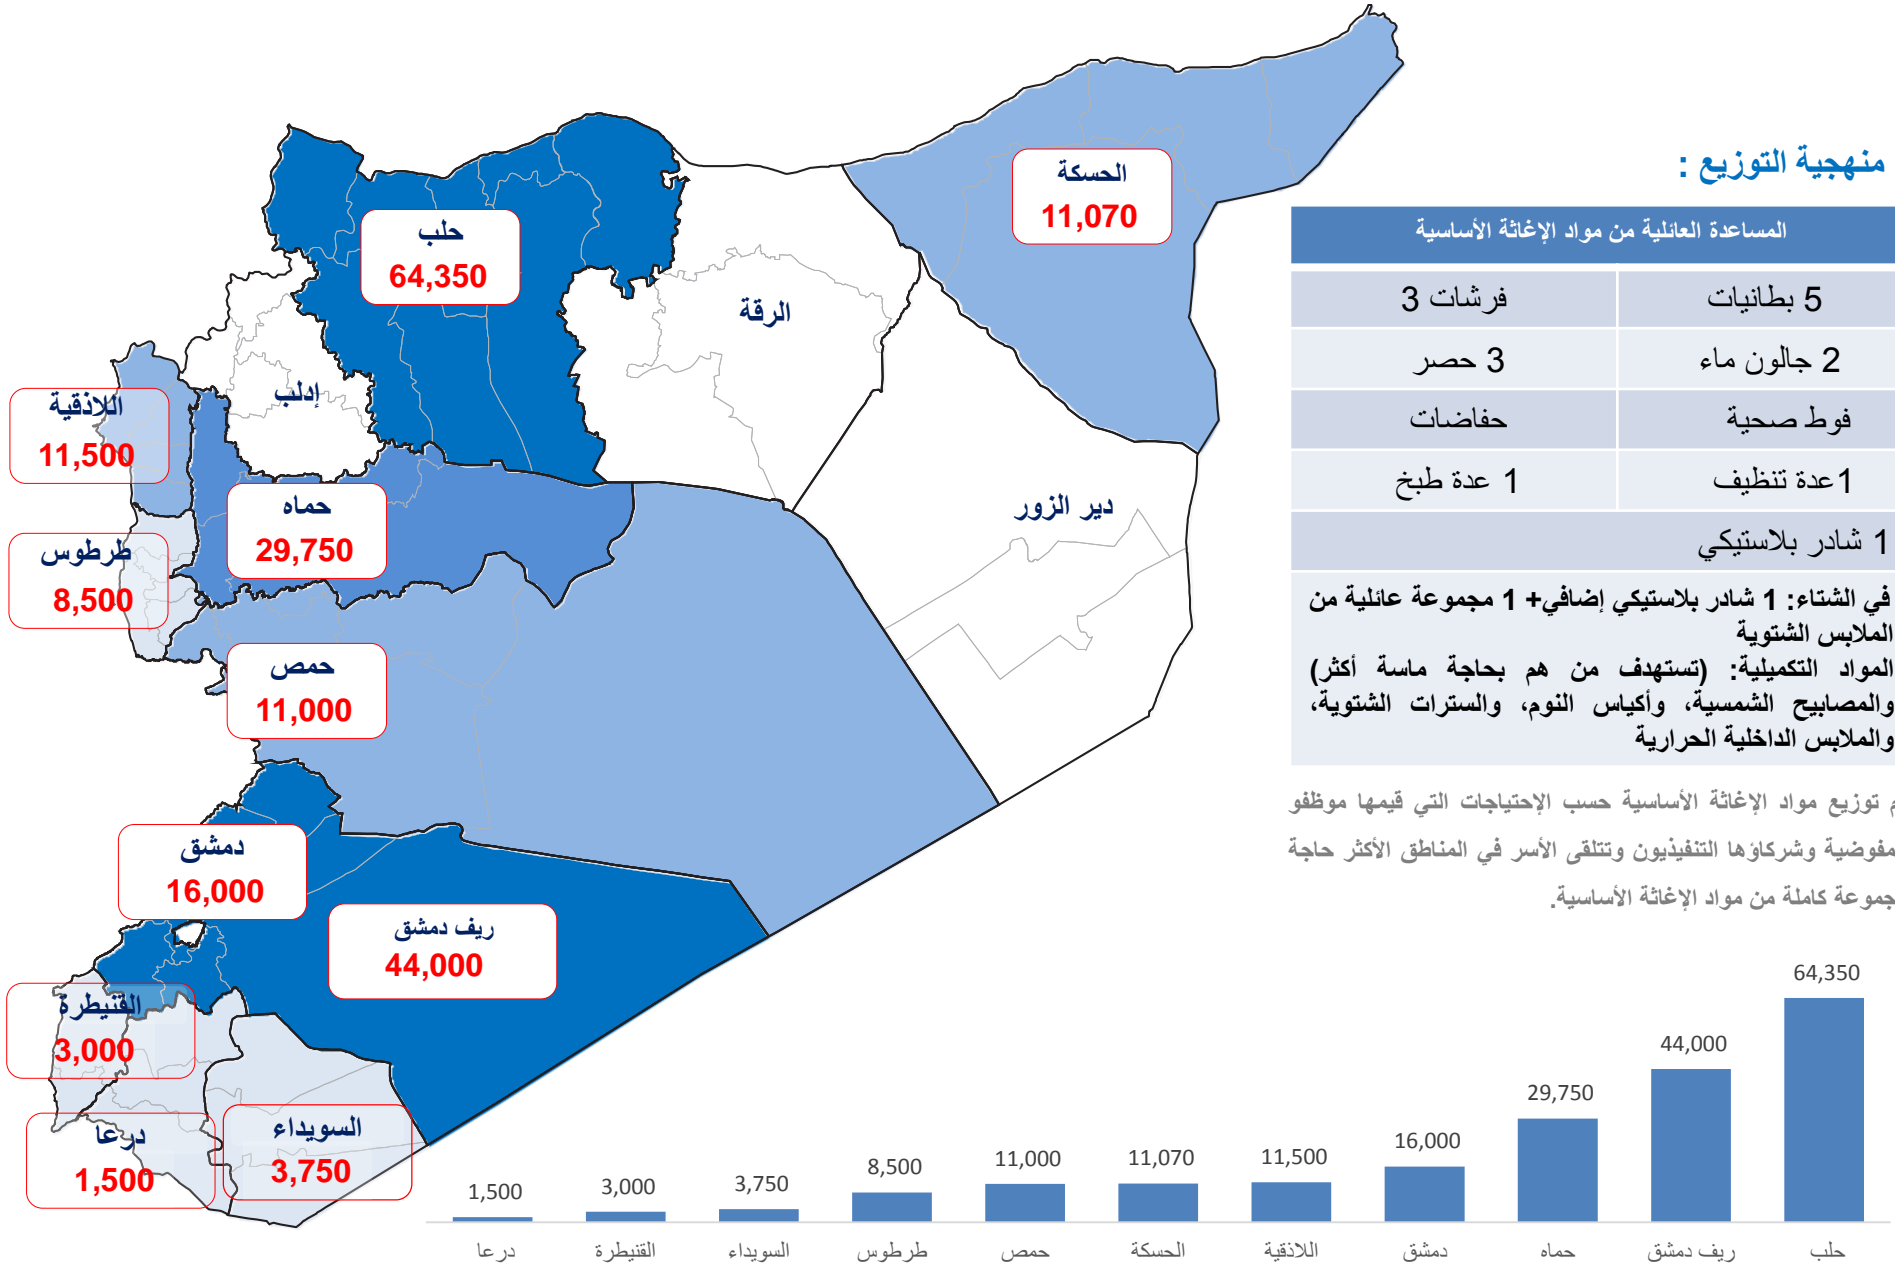 الحسكة
11,070
حلب
64,350
الرقة
إدلب
اللاذقية
11,500
حماه
29,750
دير الزور
طرطوس
8,500
حمص
11,000
دمشق
16,000
ريف دمشق
44,000
القنيطرة
3,000
درعا
1,500
السويداء
3,750
منهجية التوزيع :
المساعدة العائلية من مواد الإغاثة الأساسية
5 بطانيات
فرشات 3
2 جالون ماء
3 حصر
فوط صحية
حفاضات
1عدة تنظيف
1 عدة طبخ
1 شادر بلاستيكي
في الشتاء: 1 شادر بلاستيكي إضافي+ 1 مجموعة عائلية من
الملابس الشتوية
المواد التكميلية: (تستهدف من هم بحاجة ماسة أكثر)
والمصابيح الشمسية، وأكياس النوم، والسترات الشتوية،
والملابس الداخلية الحرارية
توزيع مواد الإغاثة الأساسية حسب الإحتياجات التي قيمها موظفو
مفوضية وشركاؤها التنفيذيون وتتلقى الأسر في المناطق الأكثر حاجة
جموعة كاملة من مواد الإغاثة الأساسية.
64,350
44,000
29,750
16,000
11,500
11,070
11,000
8,500
3,750
3,000
1,500
حلب
ريف دمشق
حماه
دمشق
اللاذقية
الحسكة
حمص
طرطوس
السويداء
القنيطرة
درعا